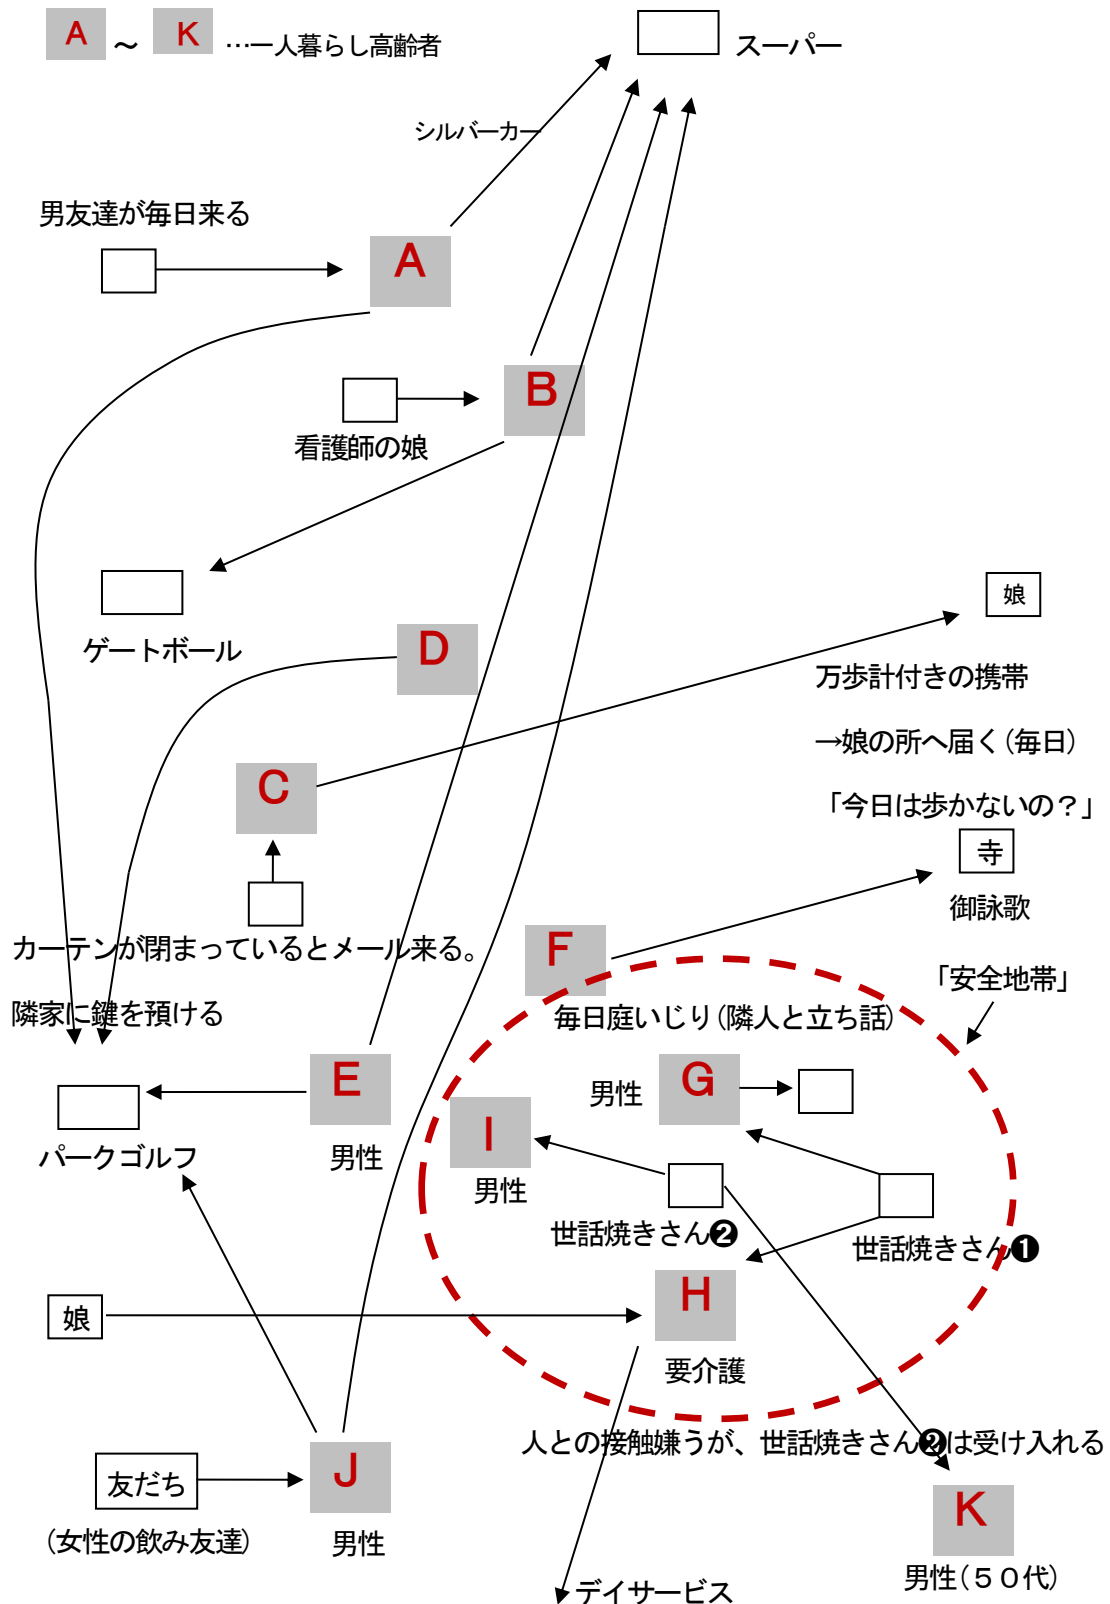 A ～ K …一人暮らし高齢者
スーパー
シルバーカー
男友達が毎日来る
A
B
看護師の娘
娘
ゲートボール
D
万歩計付きの携帯
→娘の所へ届く(毎日)
C
「今日は歩かないの？」
寺
御詠歌
カーテンが閉まっているとメール来る。
F
「安全地帯」
隣家に鍵を預ける
毎日庭いじり(隣人と立ち話)
E
男性
G
I
パークゴルフ
男性
男性
世話焼きさん❷
世話焼きさん❶
娘
H
要介護
人との接触嫌うが、世話焼きさん❷は受け入れる
友だち
J
K
(女性の飲み友達)
男性
男性(５０代)
デイサービス